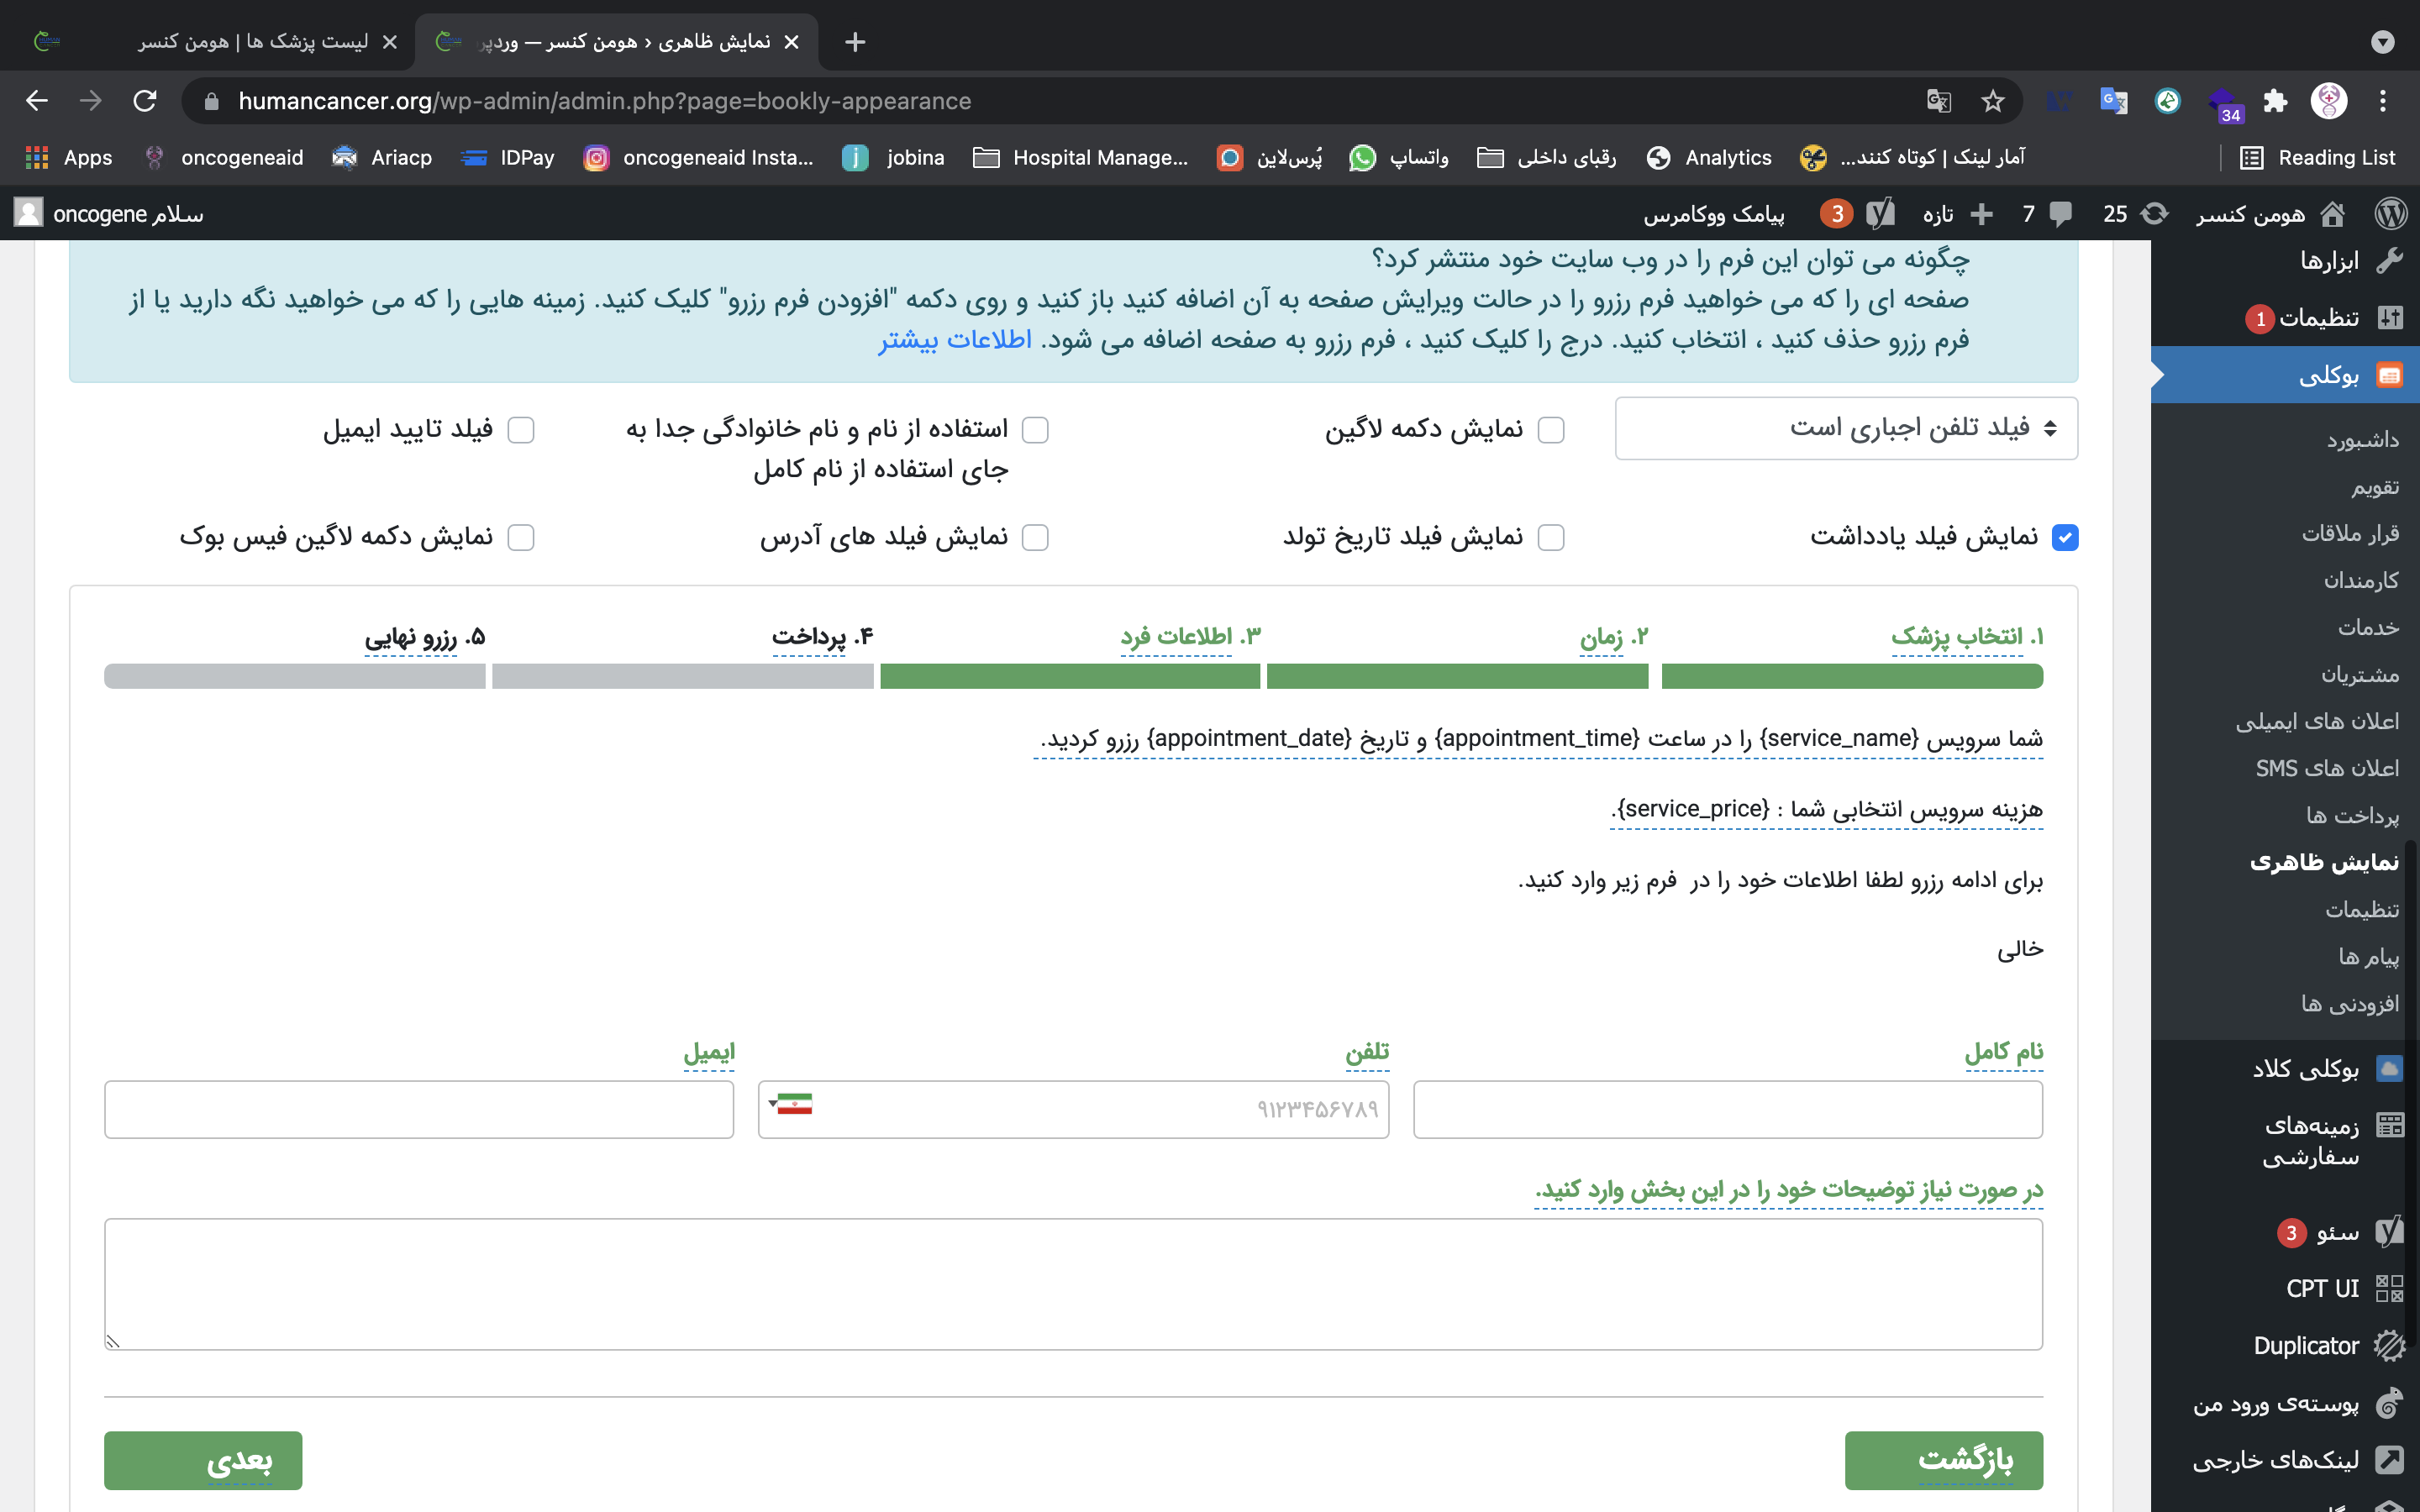 لیست پزشک ها | هومن کنسر
نمایش ظاهری ‹ هومن کنسر — وردپر
humancancer.org/wp-admin/admin.php?page=bookly-appearance
34
Apps
oncogeneaid
Ariacp
IDPay
oncogeneaid Insta...
jobina
Hospital Manage...
پُرس‌لاین
واتساپ
رقبای داخلی
Analytics
آمار لینک | کوتاه کنند...
Reading List
هومن کنسر
25
7
تازه
3
پیامک ووکامرس
سلام oncogene
چگونه می توان این فرم را در وب سایت خود منتشر کرد؟
صفحه ای را که می خواهید فرم رزرو را در حالت ویرایش صفحه به آن اضافه کنید باز کنید و روی دکمه "افزودن فرم رزرو" کلیک کنید. زمینه هایی را که می خواهید نگه دارید یا از
فرم رزرو حذف کنید ، انتخاب کنید. درج را کلیک کنید ، فرم رزرو به صفحه اضافه می شود. اطلاعات بیشتر
فیلد تلفن اجباری است
نمایش دکمه لاگین
استفاده از نام و نام خانوادگی جدا به
جای استفاده از نام کامل
فیلد تایید ایمیل
نمایش فیلد یادداشت
نمایش فیلد تاریخ تولد
نمایش فیلد های آدرس
نمایش دکمه لاگین فیس بوک
۱. انتخاب پزشک
۲. زمان
۳. اطلاعات فرد
۴. پرداخت
۵. رزرو نهایی
شما سرویس {service_name} را در ساعت {appointment_time} و تاریخ {appointment_date} رزرو کردید.
هزینه سرویس انتخابی شما : {service_price}.
برای ادامه رزرو لطفا اطلاعات خود را در فرم زیر وارد کنید.
خالی
نام کامل
تلفن
ایمیل
۹۱۲۳۴۵۶۷۸۹
در صورت نیاز توضیحات خود را در این بخش وارد کنید.
بازگشت
بعدی
ابزارها
تنظیمات 1
بوکلی
داشبورد
تقویم
قرار ملاقات
کارمندان
خدمات
مشتریان
اعلان های ایمیلی
اعلان های SMS
پرداخت ها
نمایش ظاهری
تنظیمات
پیام ها
افزودنی ها
بوکلی کلاد
زمینه‌های
سفارشی
سئو 3
CPT UI
Duplicator
پوسته‌ی ورود من
لینک‌های خارجی